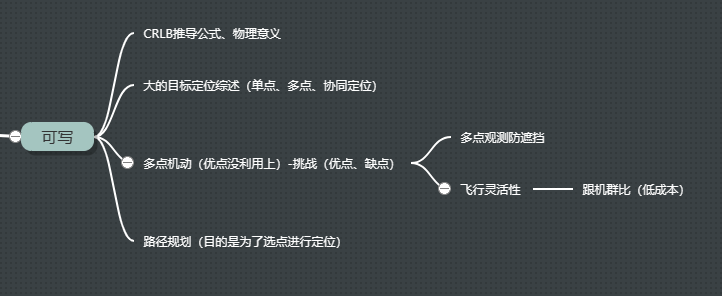 CRLB推导公式、物理意义
大的目标定位综述（单点、多点、协同定位）
可写
多点观测防遮挡
多点机动（优点没利用上）-挑战（优点、缺点）
飞行灵活性
跟机群比（低成本）
路径规划（目的是为了选点进行定位）